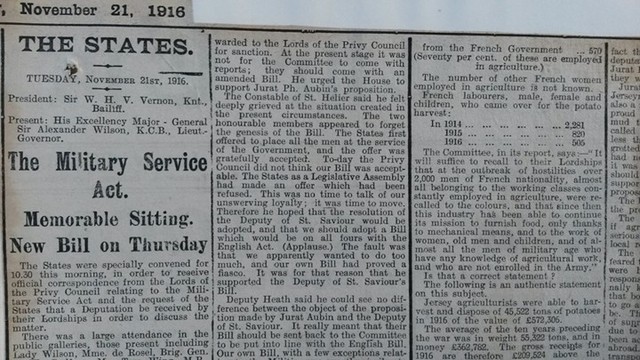 , November 21, 1916
THE STATES.
TUESDAY, NOVEMBER 21ST, 1916.
President: Sir W. H. V. Vernon, Knt.,
Bailiff.
Present: His Excellency Major-General
Sir Alexander Wilson, K.C.B., Lieut.-
Governor.
The Military Service
Act.
Memorable Sitting.
New Bill on Thursday
The States were specially convened for
10.30 this morning, in order to receive
official correspondence from the Lords of
the Privy Council relating to the Mili-
tary Service Act and the request of the
States that a Deputation be received by
their Lordships in order to discuss the
matter.
There was a large attendance in the
public galleries, those present including
Lady Wilson, Mme. de Rosel, Brig. Gen.
warded to the Lords of the Privy Council
for sanction. At the present stage it was
not for the Committee to come with
reports; they should come with an
amended Bill. He urged the House to
support Jurat Ph. Aubin's proposition.
The Constable of St. Helier said he felt
deeply grieved at the situation created in
the present circumstances. The two
honourable members appeared to forget
the genesis of the Bill. The States first
offered to place all the men at the service
of the Government, and the offer was
gratefully accepted. To-day the Privy
Council did not think our Bill was accept-
able. The States as a Legislative Assembly
had made an offer which had been
refused. This was no time to talk of our
unswerving loyalty; it was time to move.
Therefore he hoped that the resolution of
the Deputy of St. Saviour would be
adopted, and that we should adopt a Bill
which would be on all fours with the
English Act. (Applause.) The fault was
that we apparently wanted to do too
much, and our own Bill had proved a
fiasco. It was for that reason that he
supported the Deputy of St. Saviour's
Bill.
Deputy Heath said he could see no dif-
ference between the object of the proposi-
tion made by Jurat Aubin and the Deputy
of St. Saviour. It really meant that their
Bill should be sent back to the Committee
to be put into line with the English Bill.
Our own Bill, with a few exceptions relat-
from the French Government ... 570
(Seventy per cent. of these are employed
in agriculture.)
The number of other French women
employed in agriculture is not known.
French labourers, male, female and
children, who came over for the potato
harvest:
In 1914 ... ... ... ... 2,281
1915 ... ... ... ... 820
1916 ... ... ... ... 505
The Committee, in its report, says:—"It
will suffice to recall to their Lordships
that at the outbreak of hostilities over
2,000 men of French nationality, almost
all belonging to the working classes con-
stantly employed in agriculture, were re-
called to the colours, and that since then
this industry has been able to continue
its mission to furnish food, only thanks
to mechanical means, and to the work of
women, old men and children, and of al-
most all the men of military age who
have any knowledge of agricultural work,
and who are not enrolled in the Army."
Is that a correct statement?
The following is an authentic statement
on this subject.
Jersey agriculturists were able to har-
vest and dispose of 45,532 tons of potatoes
in 1916 of the value of £572,305.
The average of the ten years preceding
the war was in weight 55,332 tons, and in
money £362,762. The gross receipts for